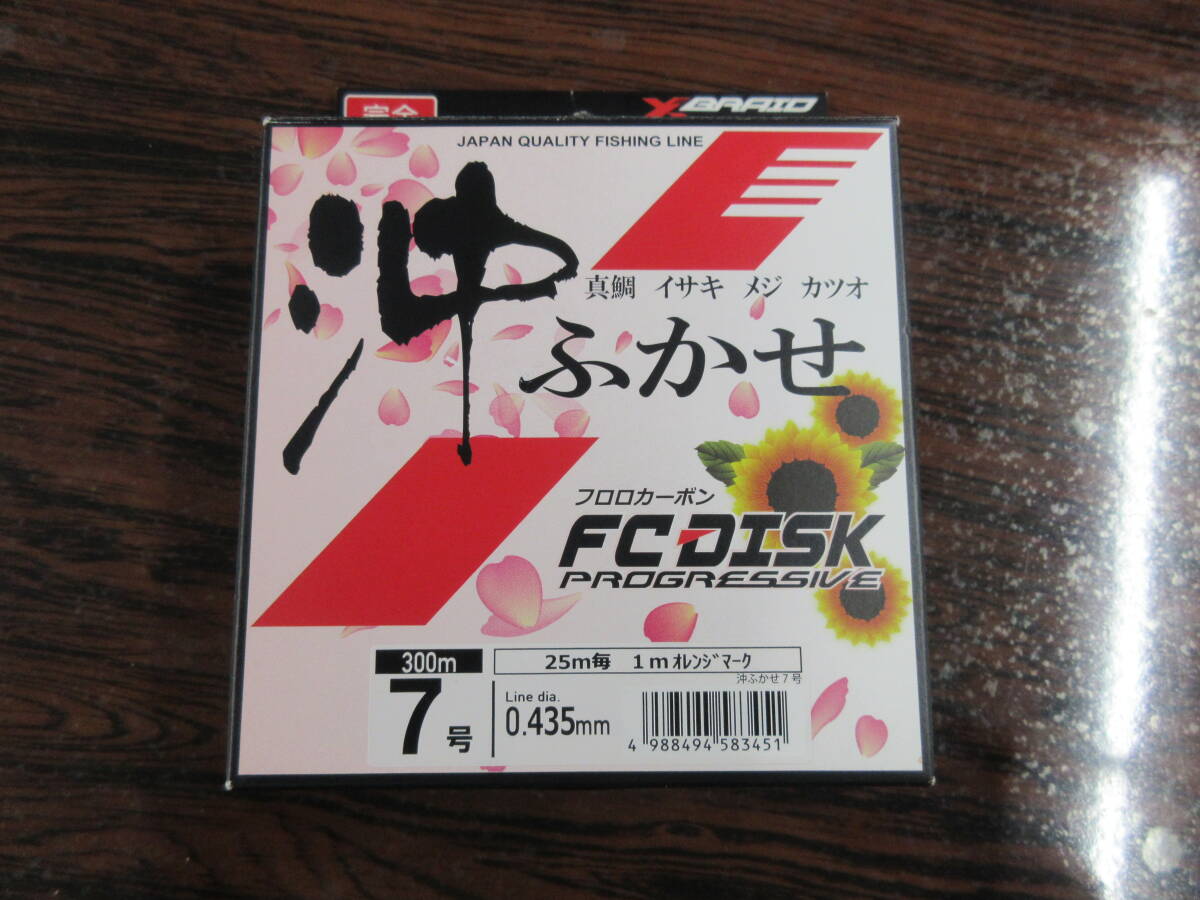 X-BRAID
JAPAN QUALITY FISHING LINE
沖
真鯛 イサキ メジ カツオ
ふかせ
フロロカーボン
FC-DISK
PROGRESSIVE
300m
7号
25m毎 1mｵﾚﾝｼﾞﾏｰｸ
沖ふかせ7号
Line dia.
0.435mm
4 988494 583451